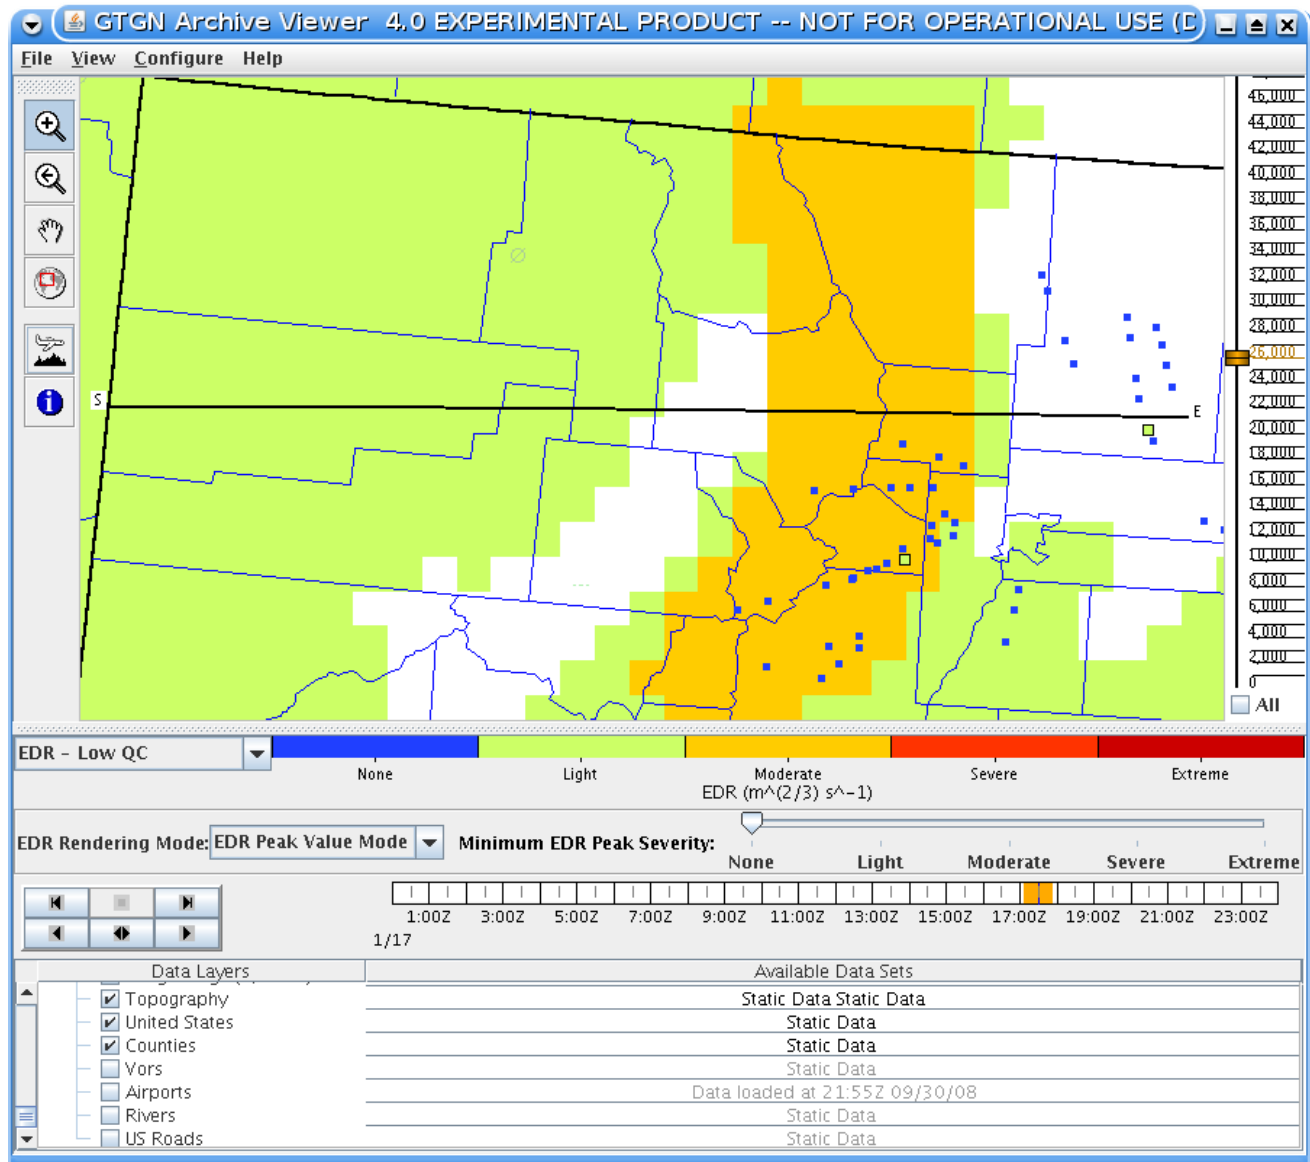 GTGN Archive Viewer 4.0 EXPERIMENTAL PRODUCT -- NOT FOR OPERATIONAL USE (D
File View Configure Help
46,000
44,000
42,000
40,000
38,000
36,000
34,000
32,000
30,000
28,000
26,000
24,000
22,000
20,000
18,000
16,000
14,000
12,000
10,000
8,000
6,000
4,000
2,000
0
S
E
All
EDR - Low QC
None Light Moderate Severe Extreme
EDR (m^(2/3) s^-1)
EDR Rendering Mode: EDR Peak Value Mode Minimum EDR Peak Severity:
None Light Moderate Severe Extreme
1:00Z 3:00Z 5:00Z 7:00Z 9:00Z 11:00Z 13:00Z 15:00Z 17:00Z 19:00Z 21:00Z 23:00Z
1/17
Data Layers Available Data Sets
Topography Static Data Static Data
United States Static Data
Counties Static Data
Vors Static Data
Airports Data loaded at 21:55Z 09/30/08
Rivers Static Data
US Roads Static Data